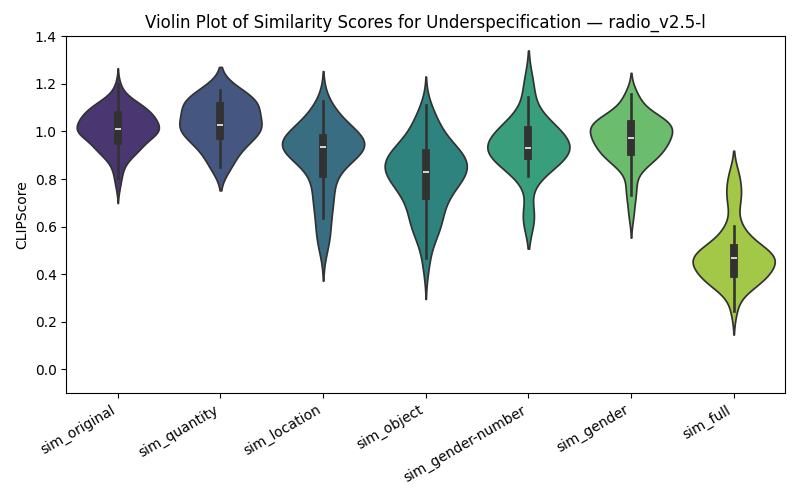 Violin Plot of Similarity Scores for Underspecification — radio_v2.5-l
CLIPScore
1.4
1.2
1.0
0.8
0.6
0.4
0.2
0.0
sim_original
sim_quantity
sim_location
sim_object
sim_gender-number
sim_gender
sim_full